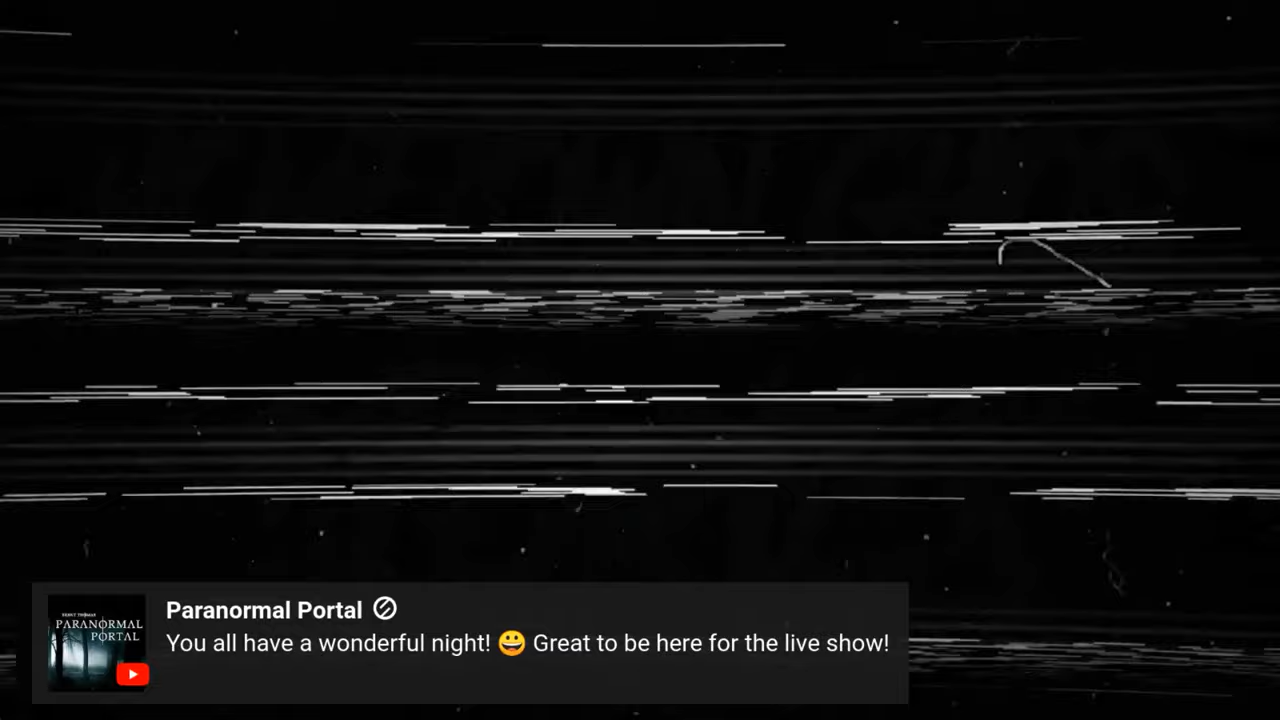 Paranormal Portal
You all have a wonderful night! 😀 Great to be here for the live show!
PARANORMAL
PORTAL